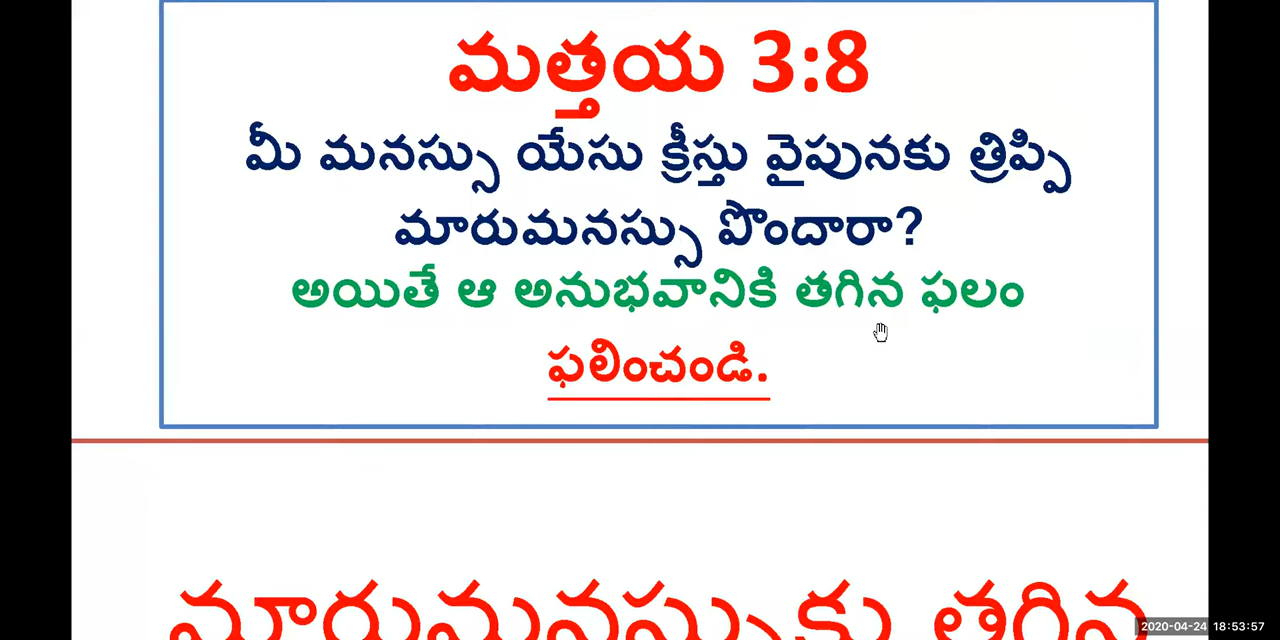 మత్తయ 3:8
మీ మనస్సు యేసు క్రీస్తు వైపునకు త్రిప్పి
మారుమనస్సు పొందారా?
అయితే ఆ అనుభవానికి తగిన ఫలం
ఫలించండి.
మారుమనస్సుకు తగిన
2020-04-24 18:53:57